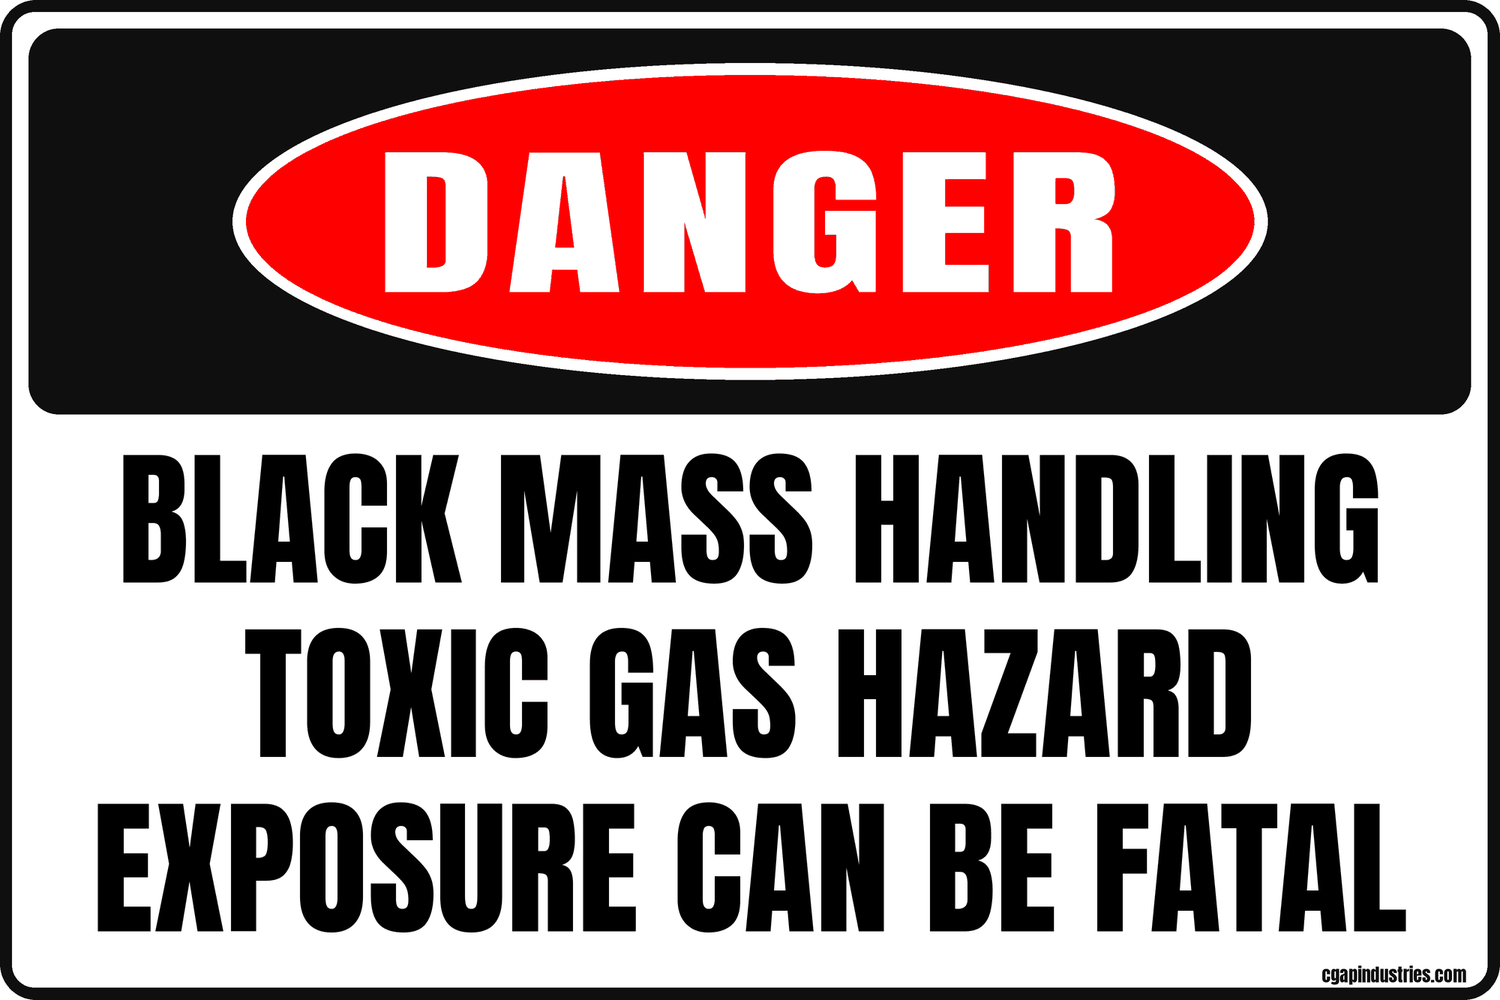 DANGER
BLACK MASS HANDLING
TOXIC GAS HAZARD
EXPOSURE CAN BE FATAL
cgapindustries.com